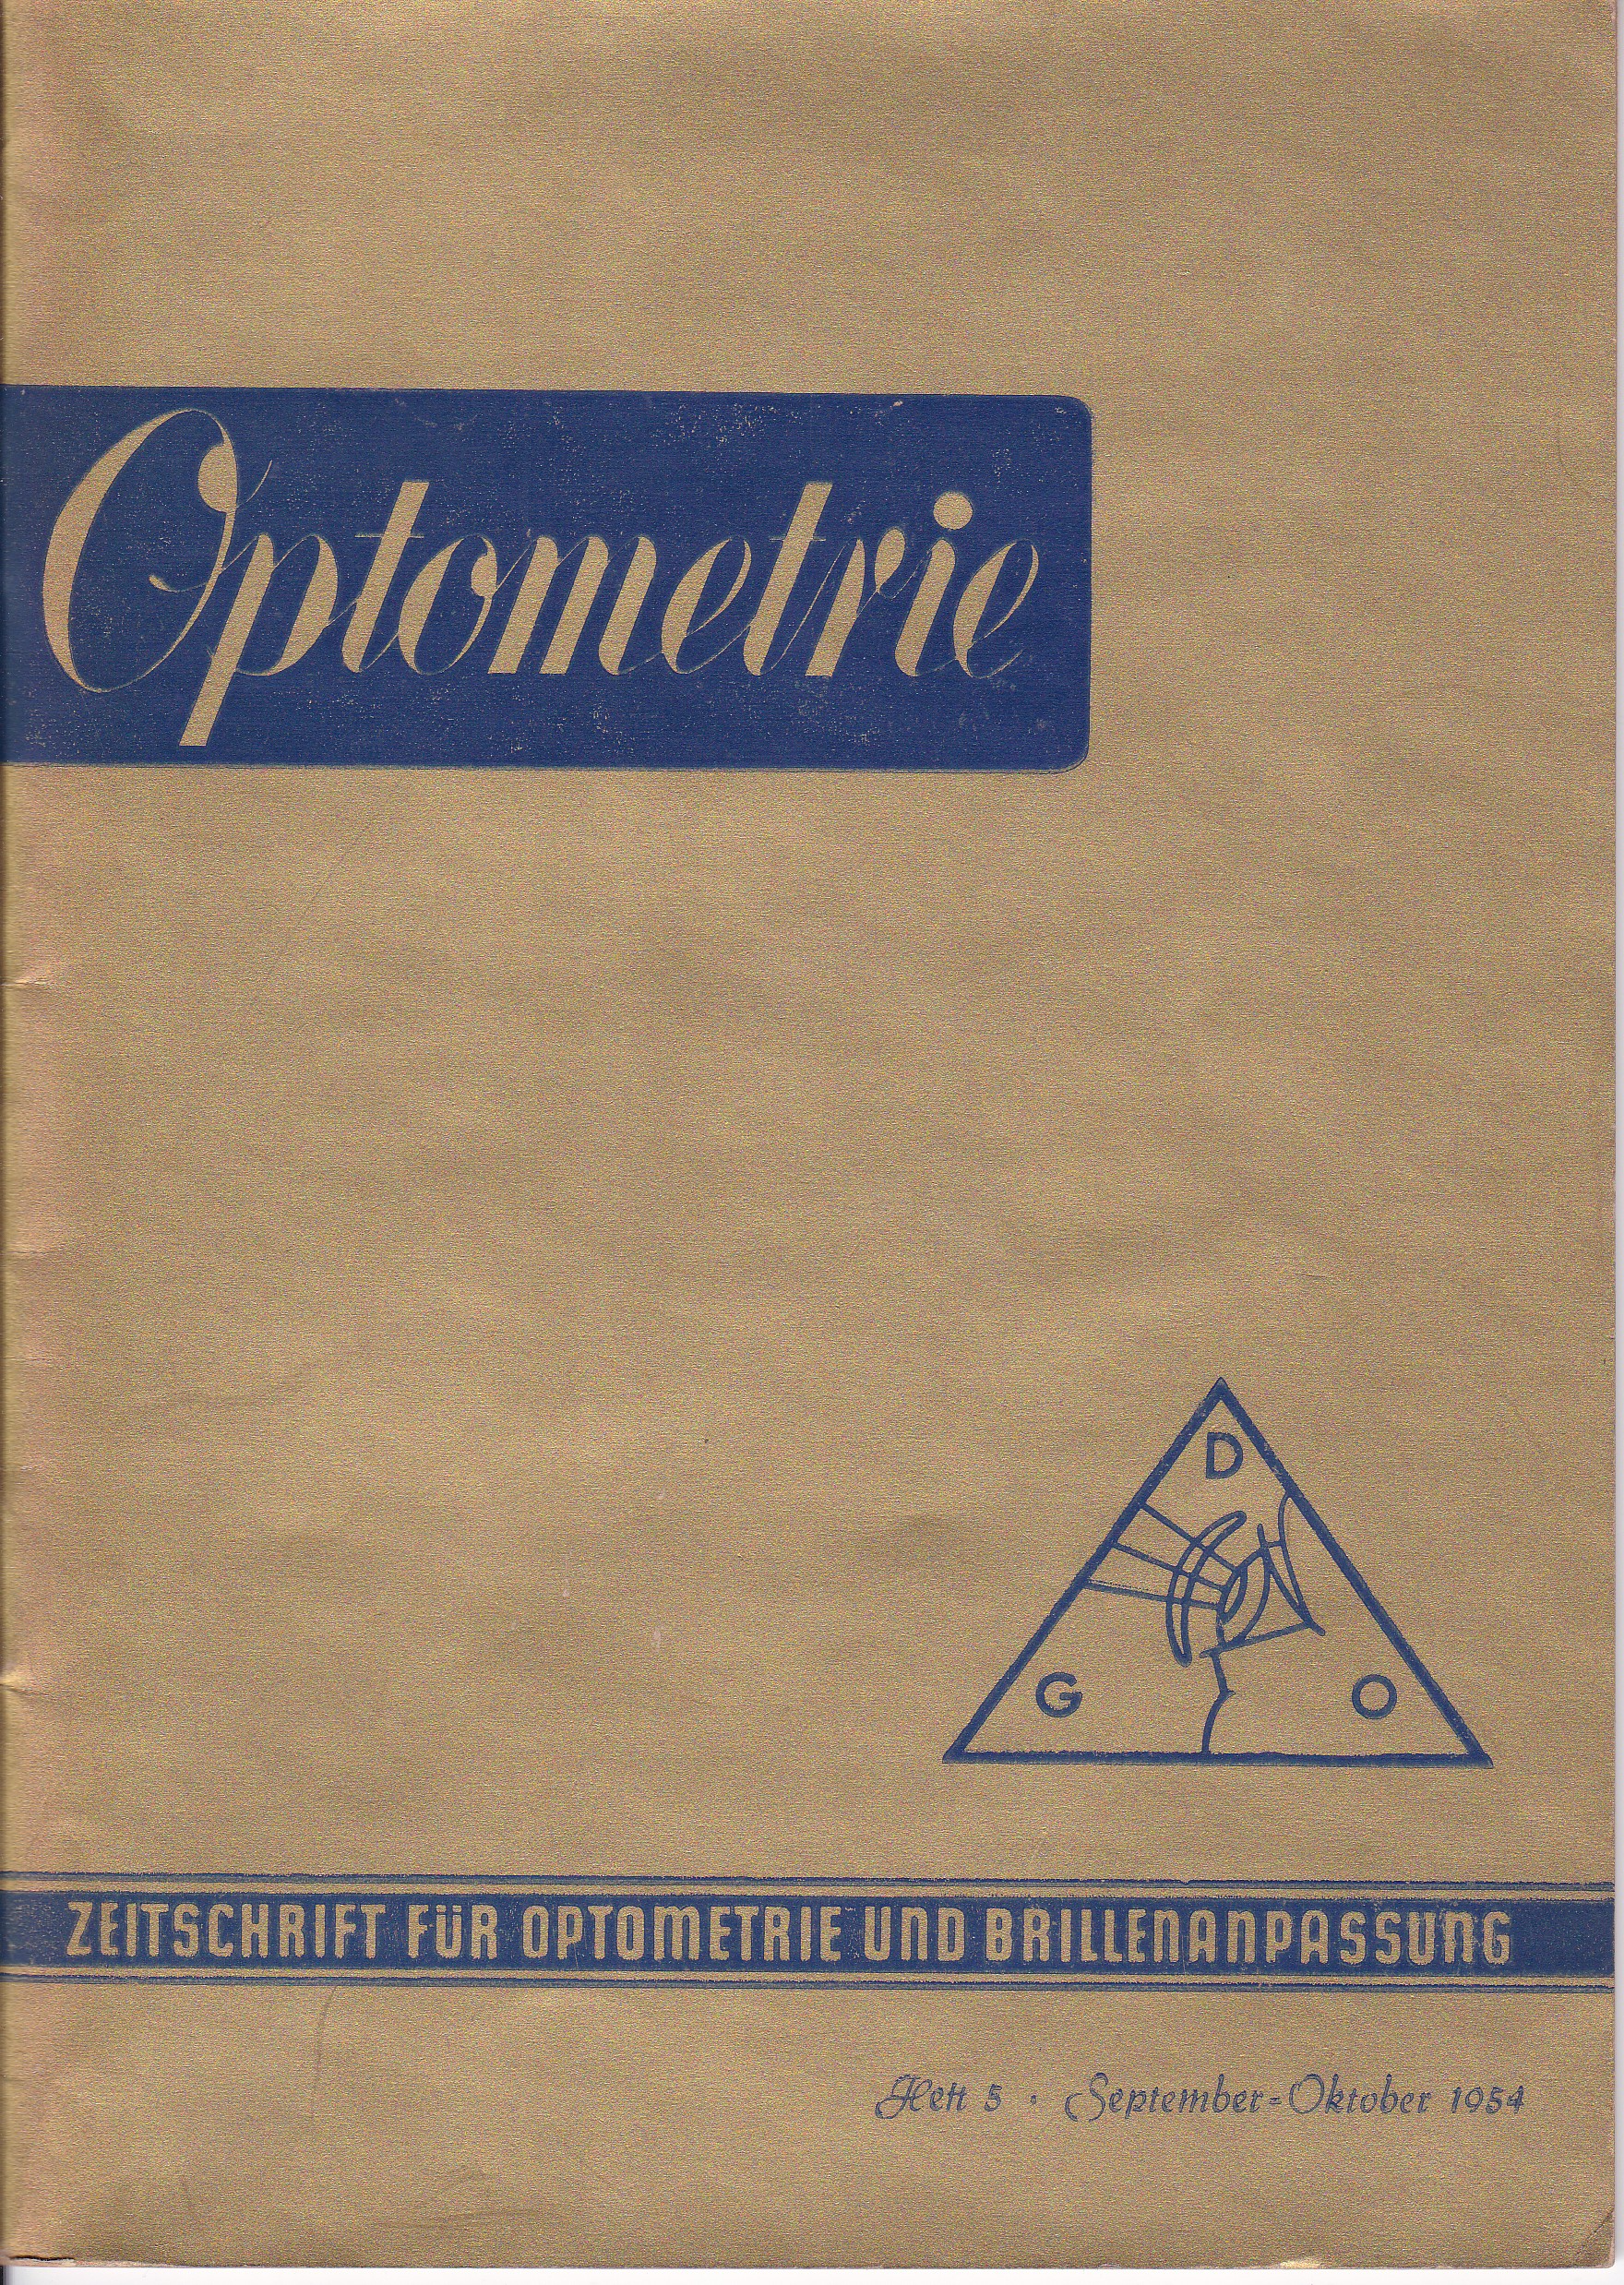 Optometrie
D
G O
ZEITSCHRIFT FÜR OPTOMETRIE UND BRILLENANPASSUNG
Heft 5 · September-Oktober 1954